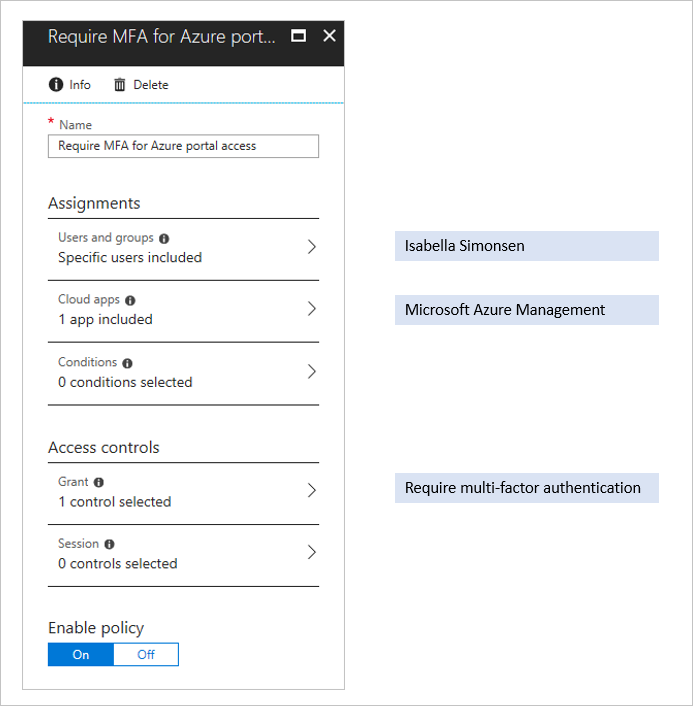 Require MFA for Azure port...
Info Delete
* Name
Require MFA for Azure portal access
Assignments
Users and groups
Specific users included
Isabella Simonsen
Cloud apps
1 app included
Microsoft Azure Management
Conditions
0 conditions selected
Access controls
Grant
1 control selected
Require multi-factor authentication
Session
0 controls selected
Enable policy
On Off